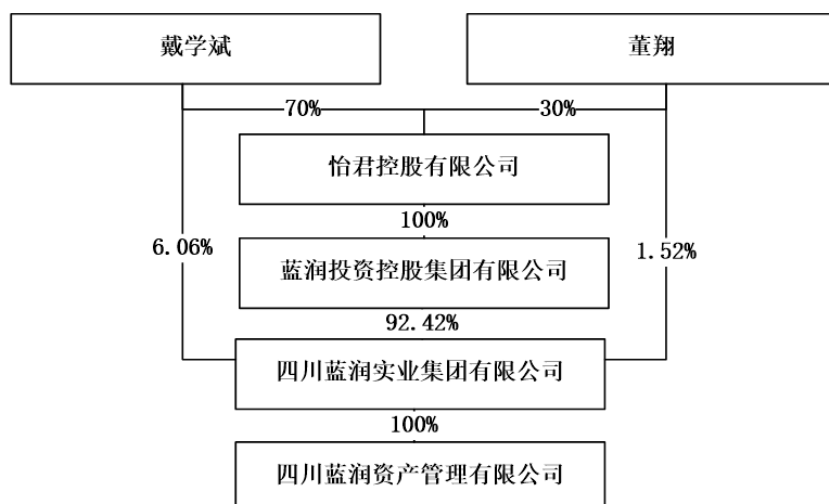 戴学斌
董翔
70%
30%
怡君控股有限公司
100%
6.06%
1.52%
蓝润投资控股集团有限公司
92.42%
四川蓝润实业集团有限公司
100%
四川蓝润资产管理有限公司